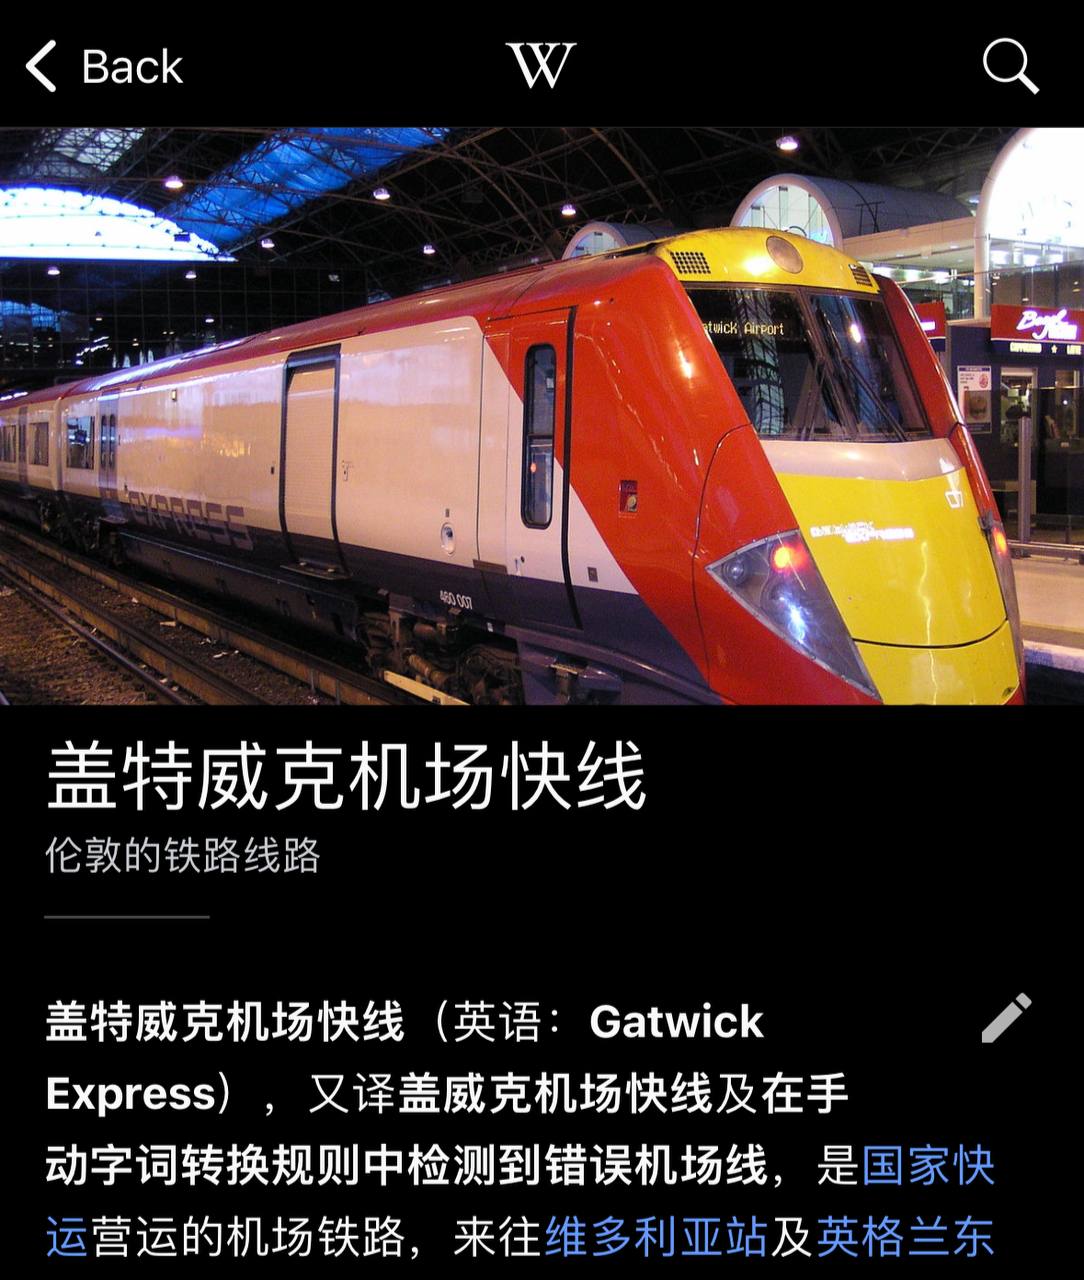 Back
W
atwick Airport
EXPRESS
460 007
07
盖特威克机场快线
伦敦的铁路线路
盖特威克机场快线（英语：Gatwick
Express），又译盖威克机场快线及在手
动字词转换规则中检测到错误机场线，是国家快
运营运的机场铁路，来往维多利亚站及英格兰东